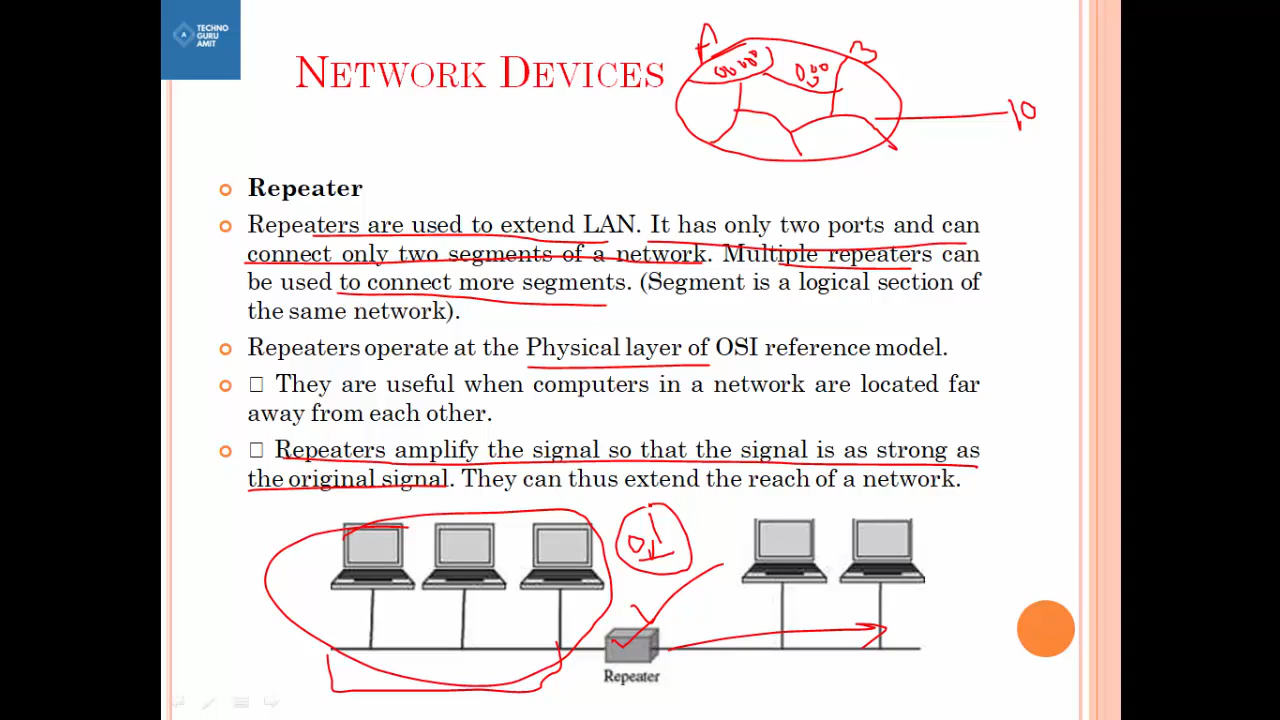 TECHNO
GURU
AMIT
NETWORK DEVICES
A
B
10
Repeater
Repeaters are used to extend LAN. It has only two ports and can
connect only two segments of a network. Multiple repeaters can
be used to connect more segments. (Segment is a logical section of
the same network).
Repeaters operate at the Physical layer of OSI reference model.
They are useful when computers in a network are located far
away from each other.
Repeaters amplify the signal so that the signal is as strong as
the original signal. They can thus extend the reach of a network.
Repeater